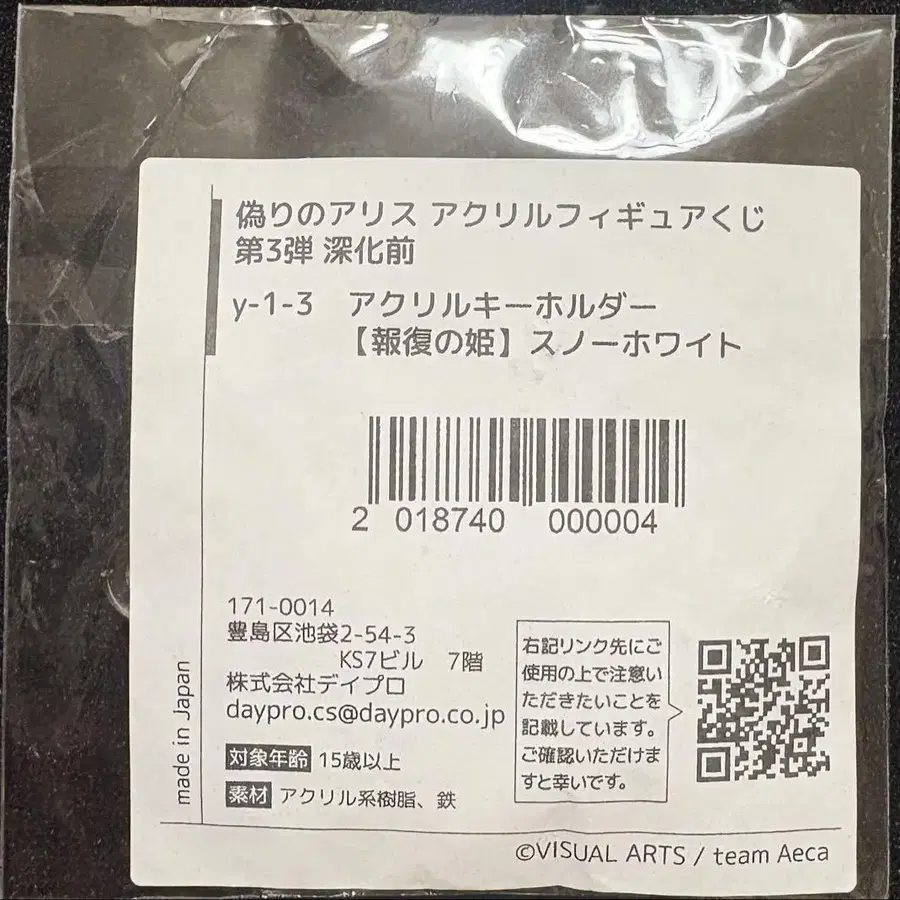 偽りのアリス アクリルフィギュアくじ
第3弾 深化前
y-1-3 アクリルキーホルダー
【報復の姫】スノーホワイト
2 018740 000004
171-0014
豊島区池袋2-54-3
KS7ビル 7階
株式会社デイプロ
daypro.cs@daypro.co.jp
対象年齢 15歳以上
素材 アクリル系樹脂、鉄
右記リンク先にご
使用の上で注意い
ただきたいことを
記載しています。
ご確認いただけま
すと幸いです。
made in Japan
©VISUAL ARTS / team Aeca